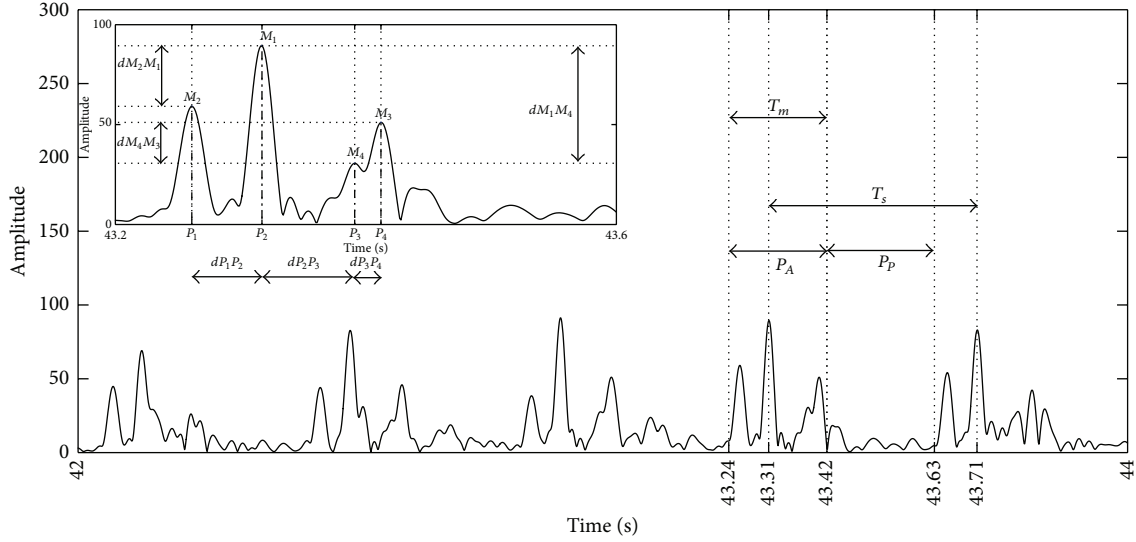 300
250
200
150
100
50
0
Amplitude
100
50
0
Amplitude
dM₂M₁
dM₄M₃
M₂
M₁
M₄
M₃
dM₁M₄
43.2
P₁
P₂
P₃
P₄
43.6
Time (s)
dP₁P₂
dP₂P₃
dP₃P₄
Tₘ
Tₛ
P_A
P_P
42
43.24
43.31
43.42
43.63
43.71
44
Time (s)